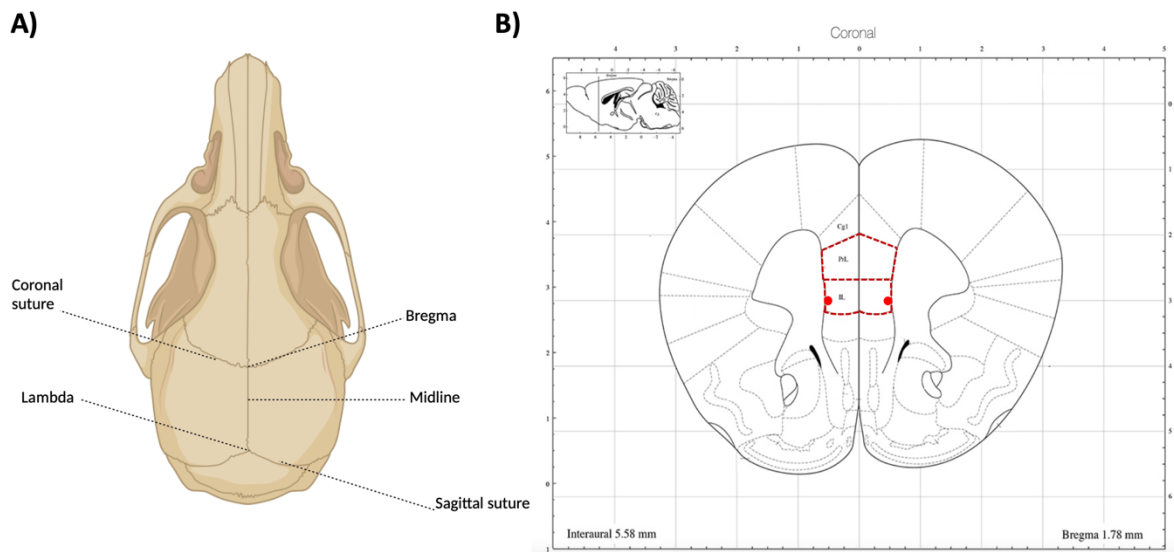 A)
Coronal
suture
Bregma
Lambda
Midline
Sagittal suture
B)
Coronal
4 3 2 1 0 1 2 3 4 5
6
5
4
3
2
1
0
1
0
1
2
3
4
5
6
Cg1
PrL
IL
Interaural 5.58 mm
Bregma 1.78 mm